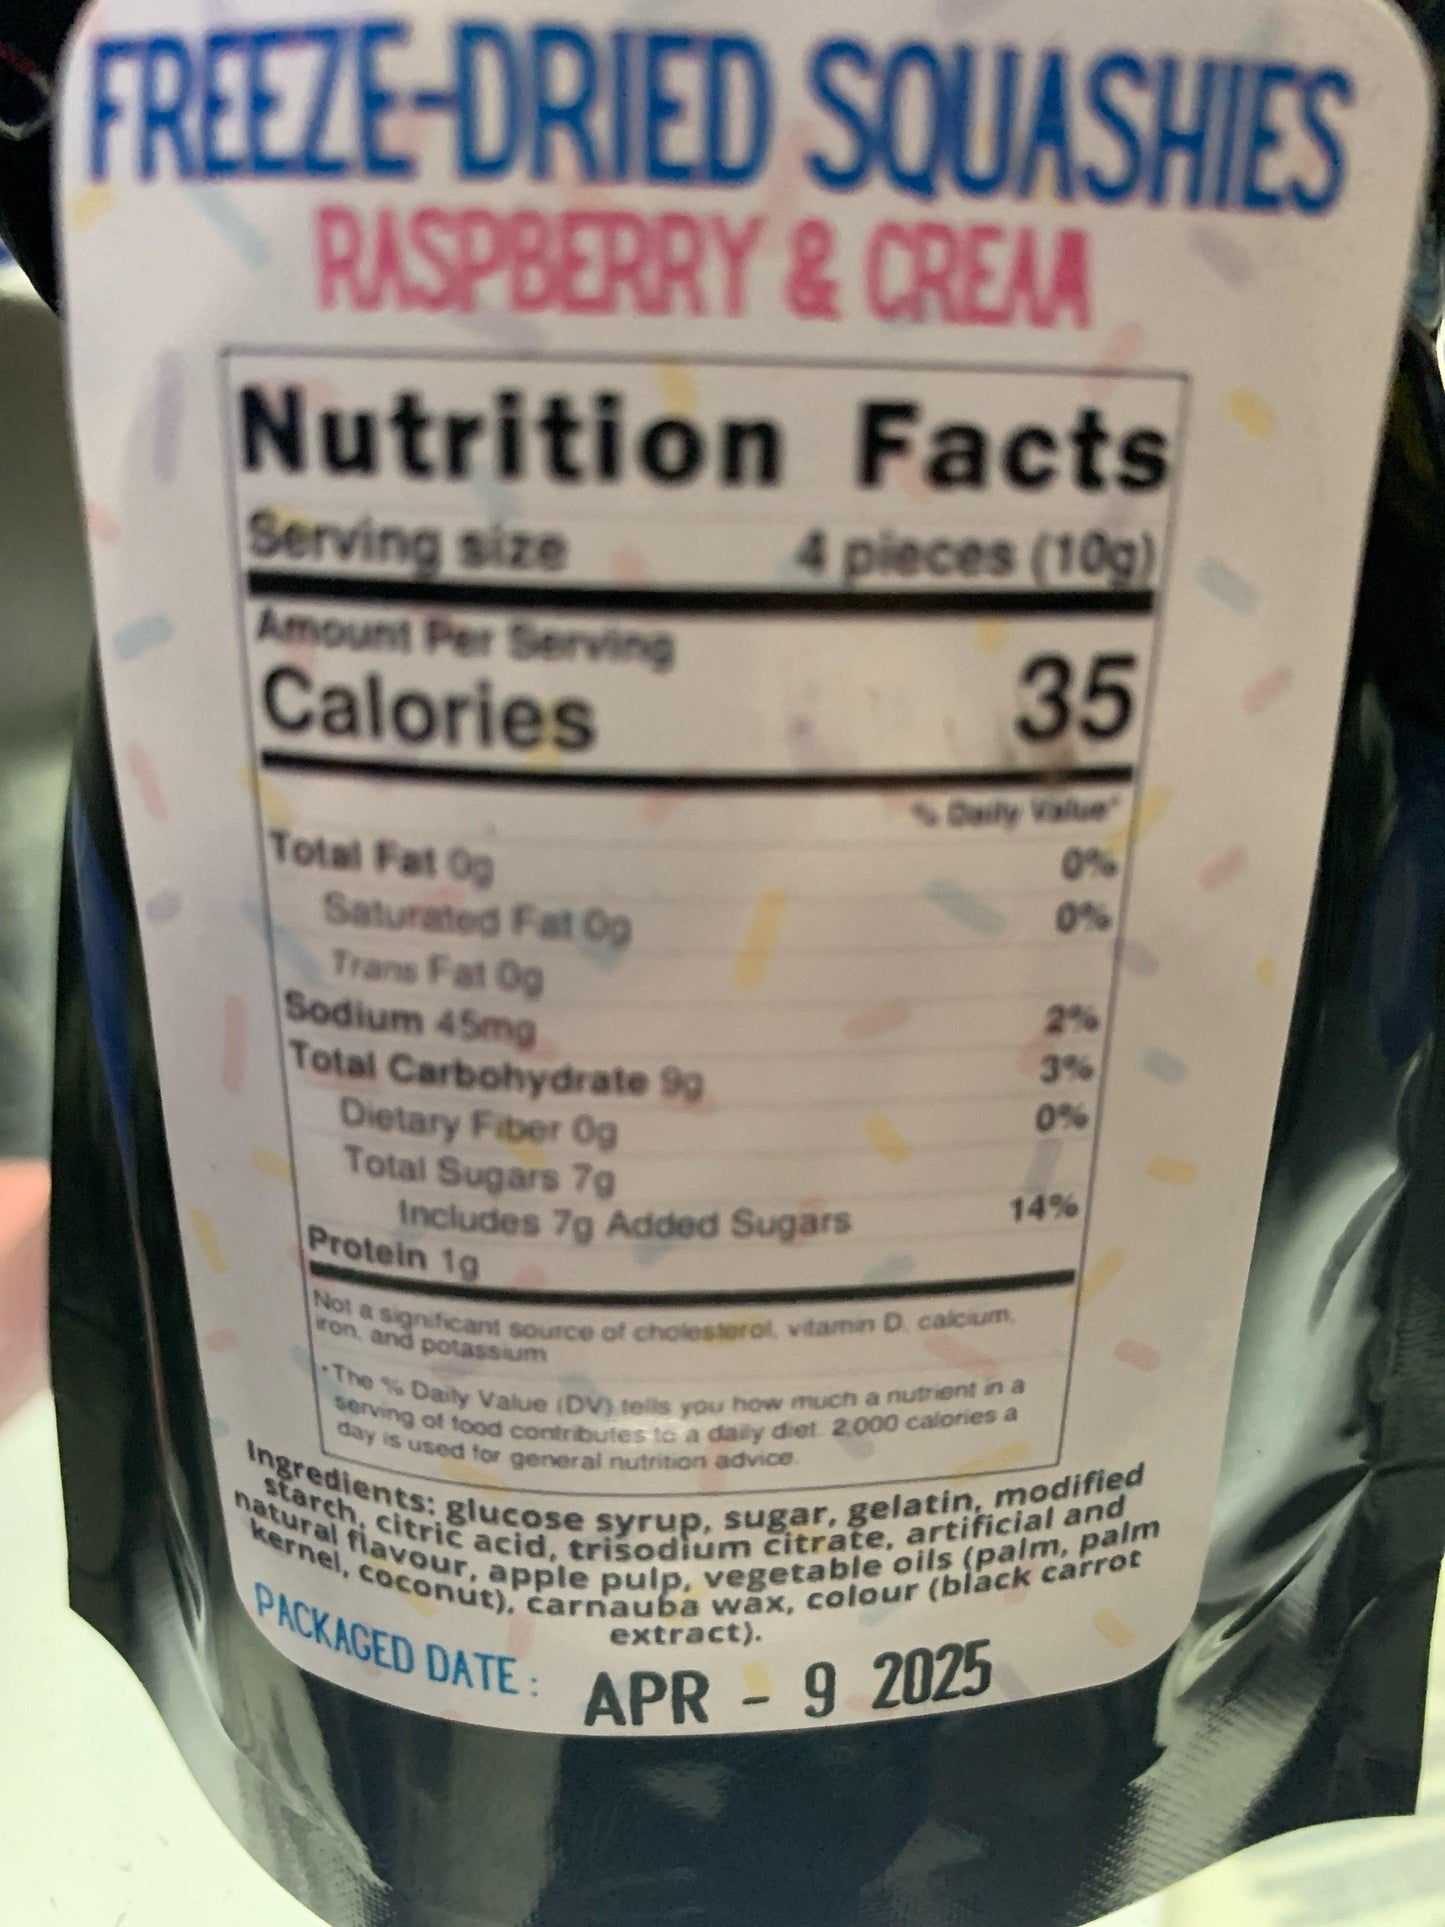 FREEZE-DRIED SQUASHIES
RASPBERRY & CREAM
Nutrition Facts
Serving size 4 pieces (10g)
Amount Per Serving
Calories 35
% Daily Value*
Total Fat 0g 0%
Saturated Fat 0g 0%
Trans Fat 0g
Sodium 45mg 2%
Total Carbohydrate 9g 3%
Dietary Fiber 0g 0%
Total Sugars 7g
Includes 7g Added Sugars 14%
Protein 1g
Not a significant source of cholesterol, vitamin D, calcium,
iron, and potassium
*The % Daily Value (DV) tells you how much a nutrient in a
serving of food contributes to a daily diet. 2,000 calories a
day is used for general nutrition advice.
Ingredients: glucose syrup, sugar, gelatin, modified
starch, citric acid, trisodium citrate, artificial and
natural flavour, apple pulp, vegetable oils (palm, palm
kernel, coconut), carnauba wax, colour (black carrot
extract).
PACKAGED DATE: APR - 9 2025